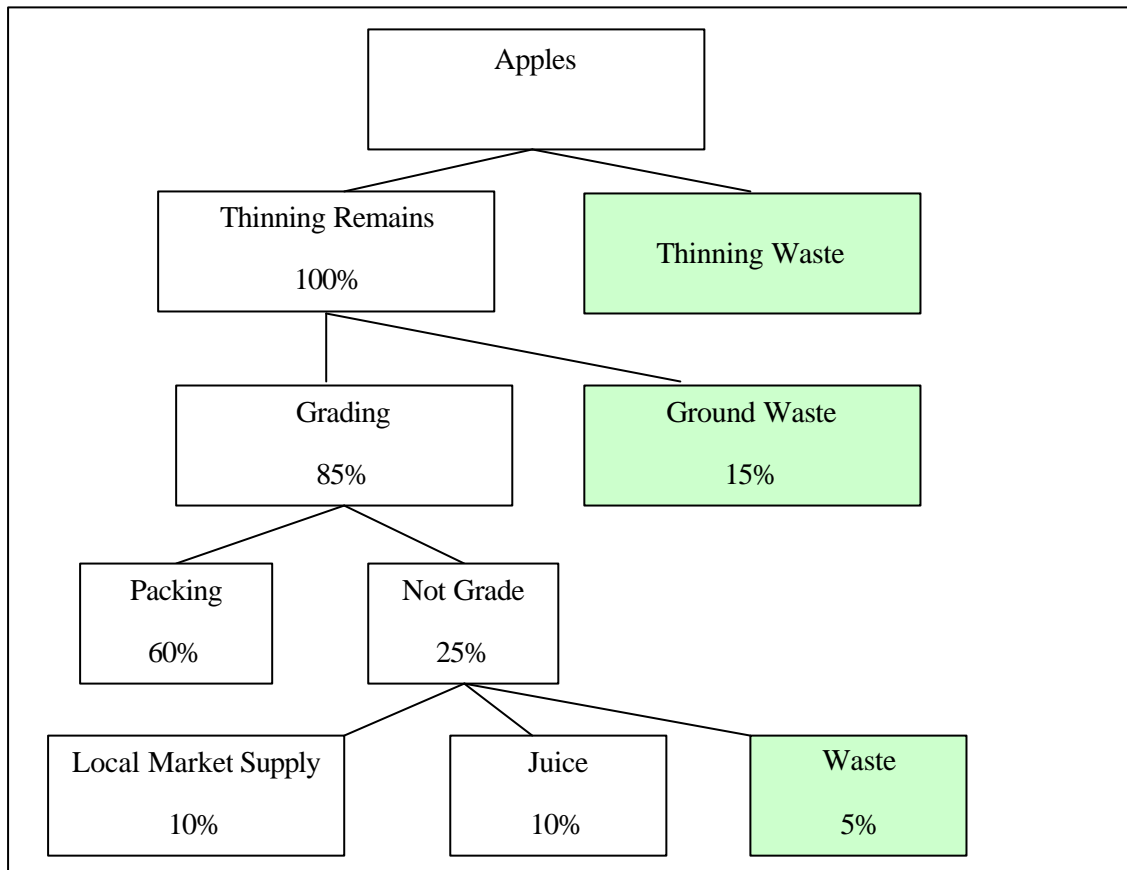 Apples
Thinning Remains
100%
Thinning Waste
Grading
85%
Ground Waste
15%
Packing
60%
Not Grade
25%
Local Market Supply
10%
Juice
10%
Waste
5%